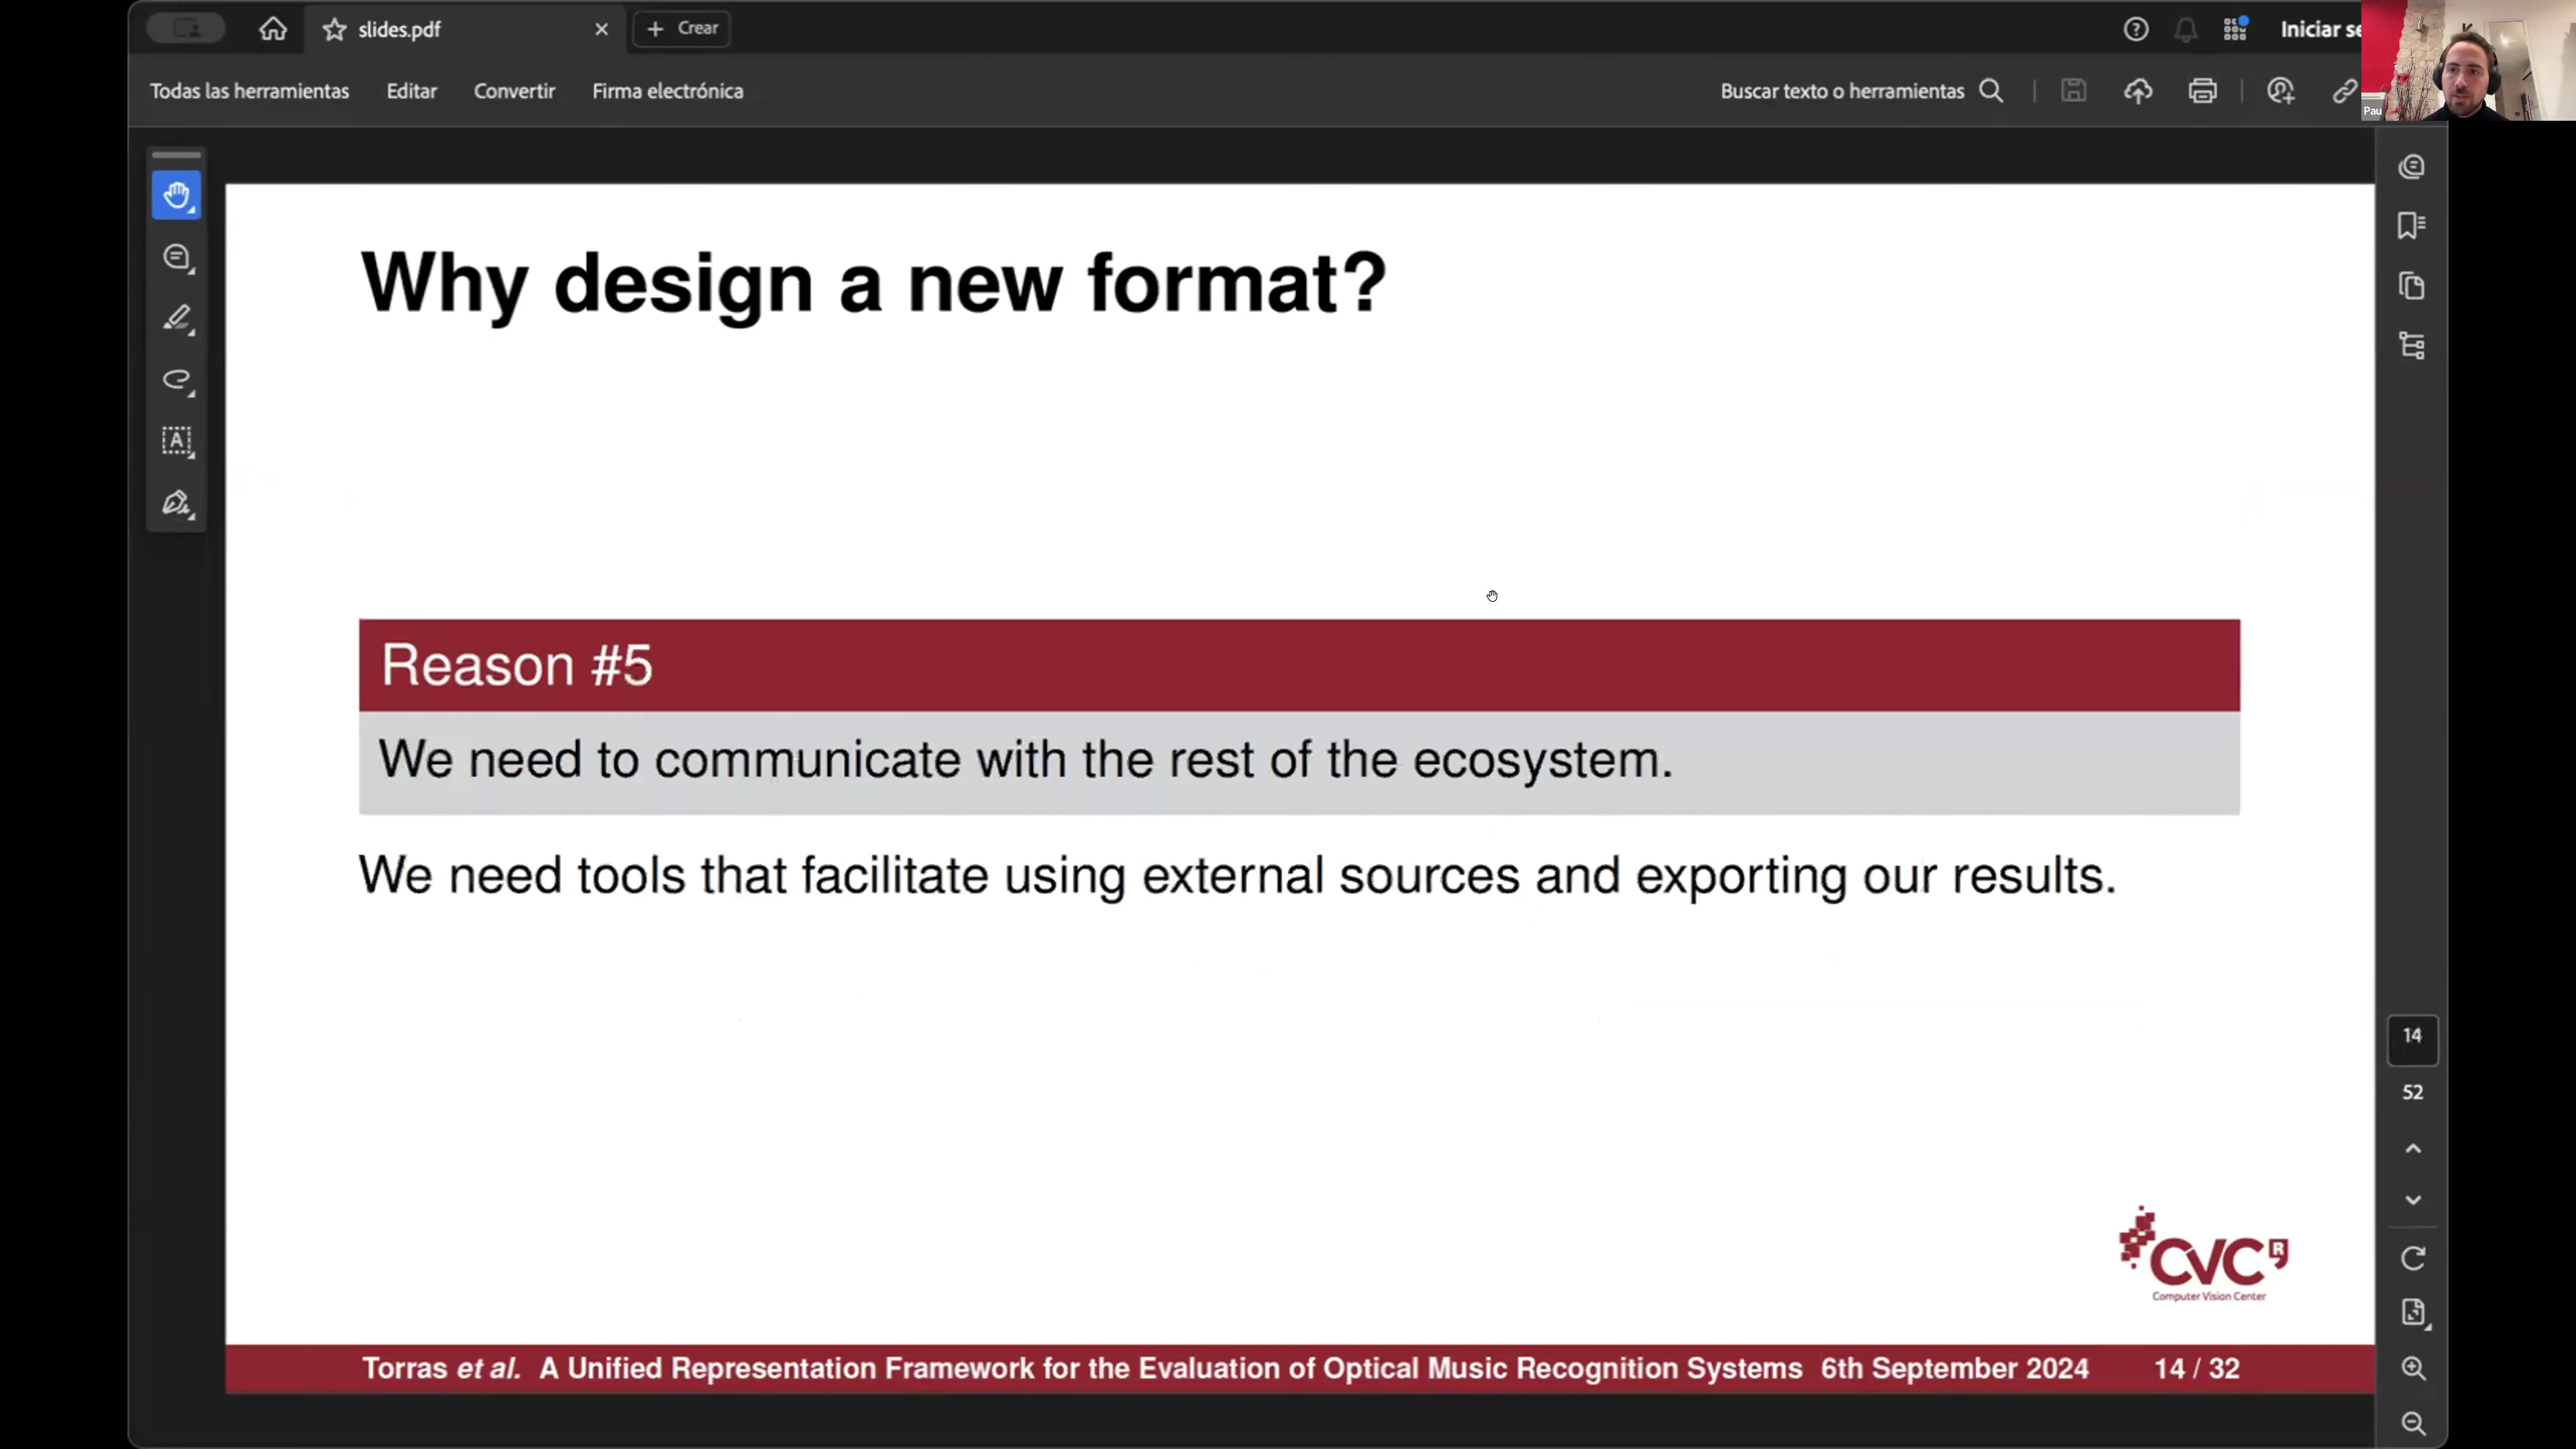 slides.pdf
Crear
Iniciar se
Todas las herramientas
Editar
Convertir
Firma electrónica
Buscar texto o herramientas
Pau
Why design a new format?
Reason #5
We need to communicate with the rest of the ecosystem.
We need tools that facilitate using external sources and exporting our results.
14
52
CVC R
Computer Vision Center
Torras et al. A Unified Representation Framework for the Evaluation of Optical Music Recognition Systems 6th September 2024 14 / 32